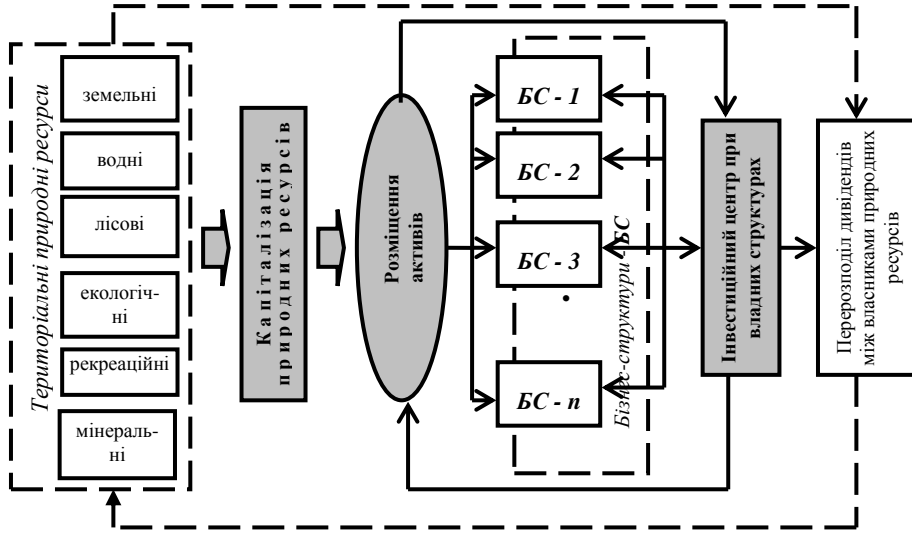 Територіальні природні ресурси
земельні
водні
лісові
екологіч-
ні
рекреаційні
мінераль-
ні
Капіталізація
природних ресурсів
Розміщення
активів
БС - 1
БС - 2
БС - 3
БС - n
Бізнес-структури - БС
Інвестиційний центр при
владних структурах
Перерозподіл дивідендів
між власниками природних
ресурсів